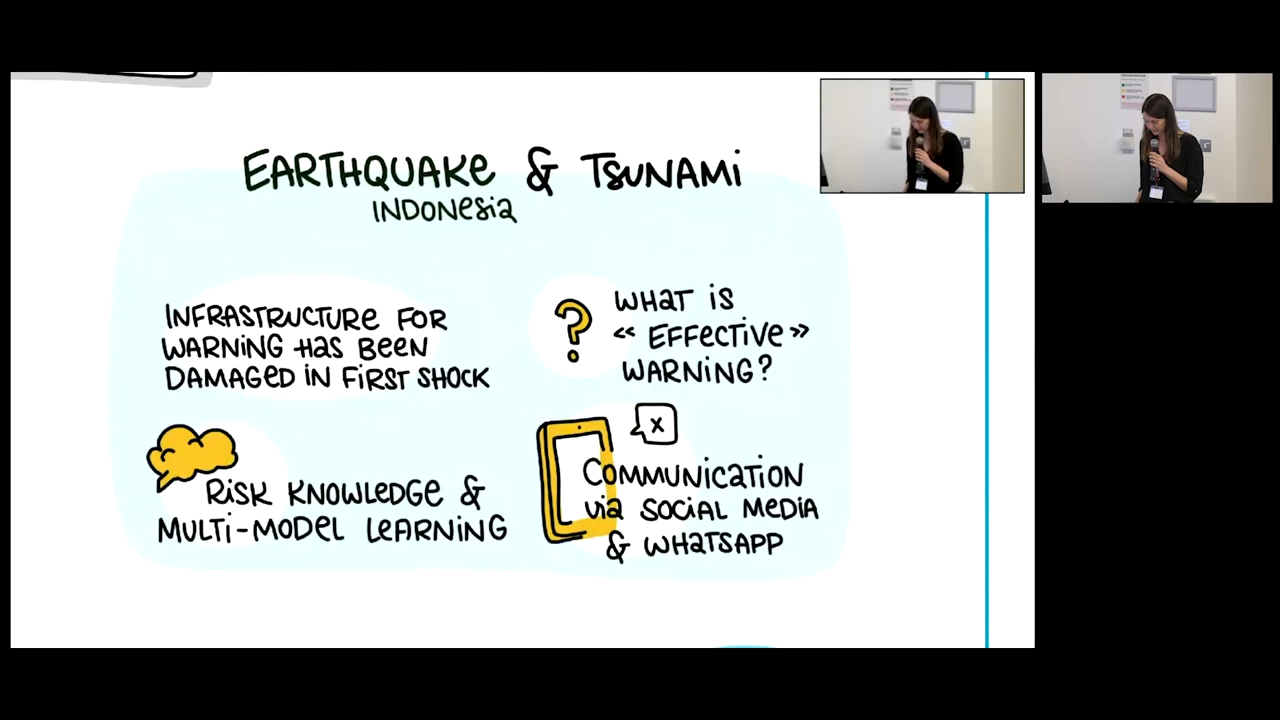 EARTHQUAKE & TSUNAMI
INDONESIA
INFRASTRUCTURE FOR
WARNING HAS BEEN
DAMAGED IN FIRST SHOCK
?
WHAT IS
« EFFECTIVE »
WARNING?
RISK KNOWLEDGE &
MULTI-MODEL LEARNING
x
COMMUNICATION
VIA SOCIAL MEDIA
& WHATSAPP